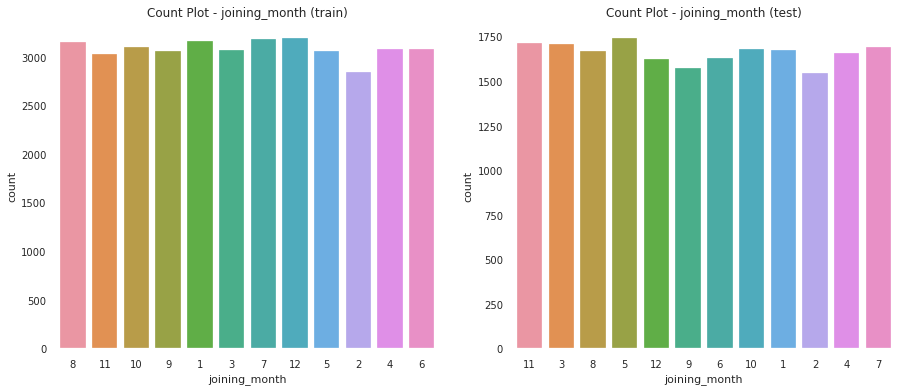 Count Plot - joining_month (train)
3000
2500
2000
1500
1000
500
0
count
8 11 10 9 1 3 7 12 5 2 4 6
joining_month
Count Plot - joining_month (test)
1750
1500
1250
1000
750
500
250
0
count
11 3 8 5 12 9 6 10 1 2 4 7
joining_month